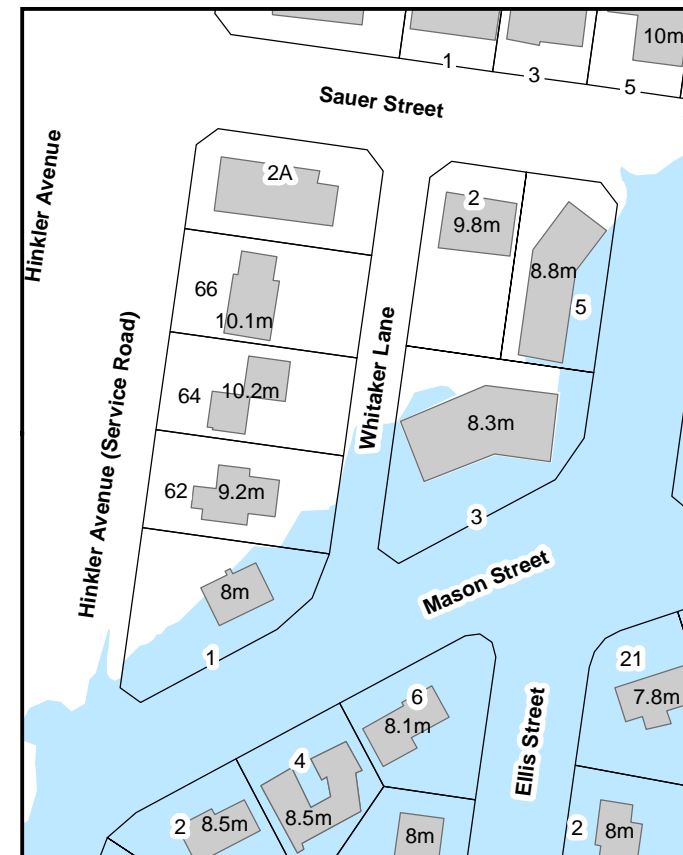 10m
1
3
5
Sauer Street
Hinkler Avenue
2A
2
9.8m
8.8m
66
10.1m
5
Hinkler Avenue (Service Road)
Whitaker Lane
64
10.2m
8.3m
62
9.2m
3
8m
Mason Street
1
21
6
7.8m
8.1m
Ellis Street
4
2
8.5m
8.5m
8m
2
8m